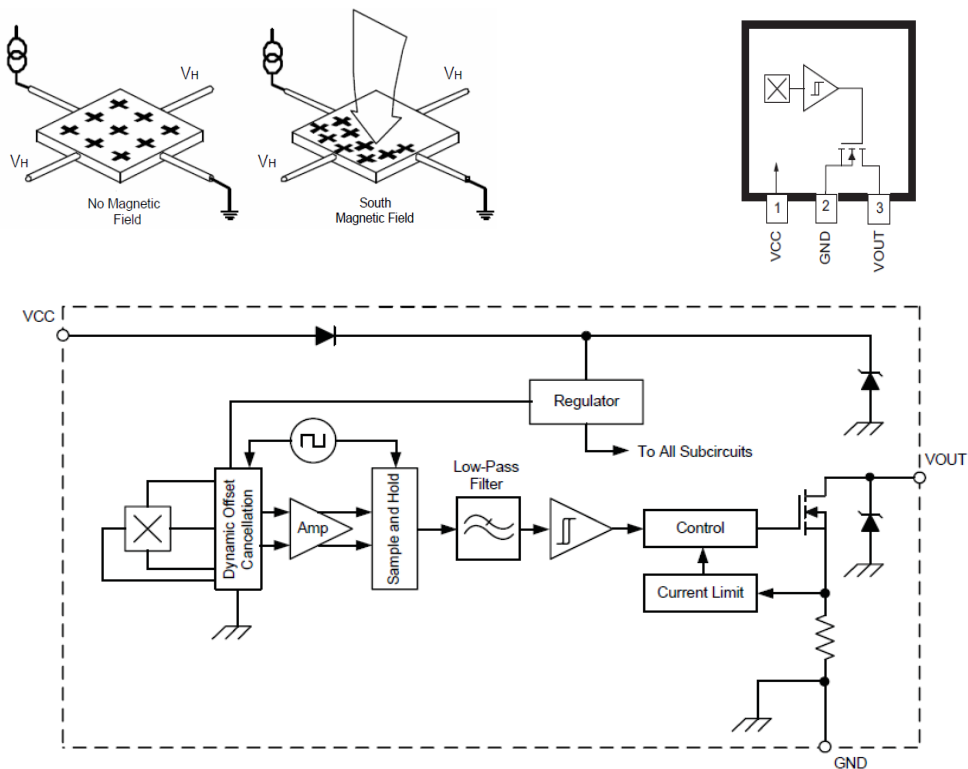 VH
VH
No Magnetic
Field
VH
VH
South
Magnetic Field
1
2
3
VCC
GND
VOUT
VCC
Regulator
To All Subcircuits
VOUT
Dynamic Offset
Cancellation
Amp
Sample and Hold
Low-Pass
Filter
Control
Current Limit
GND